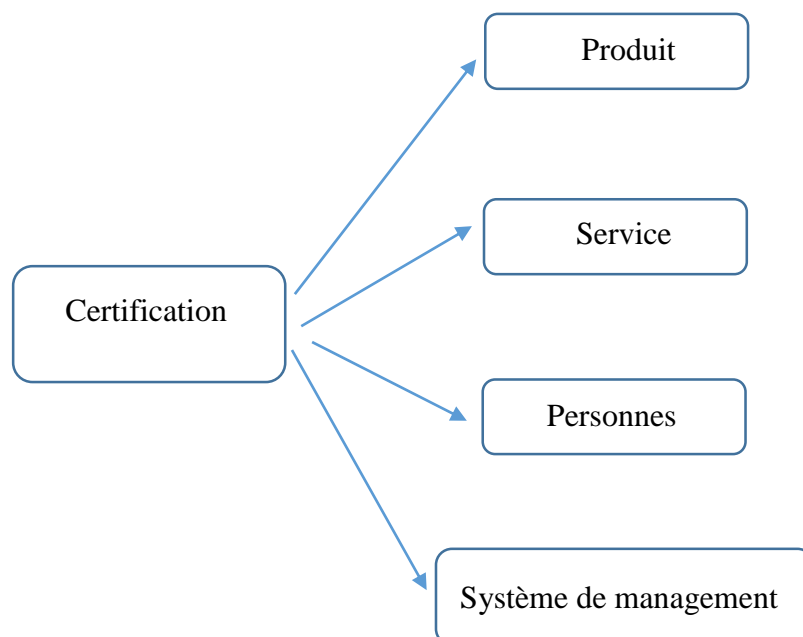 Produit
Service
Certification
Personnes
Système de management